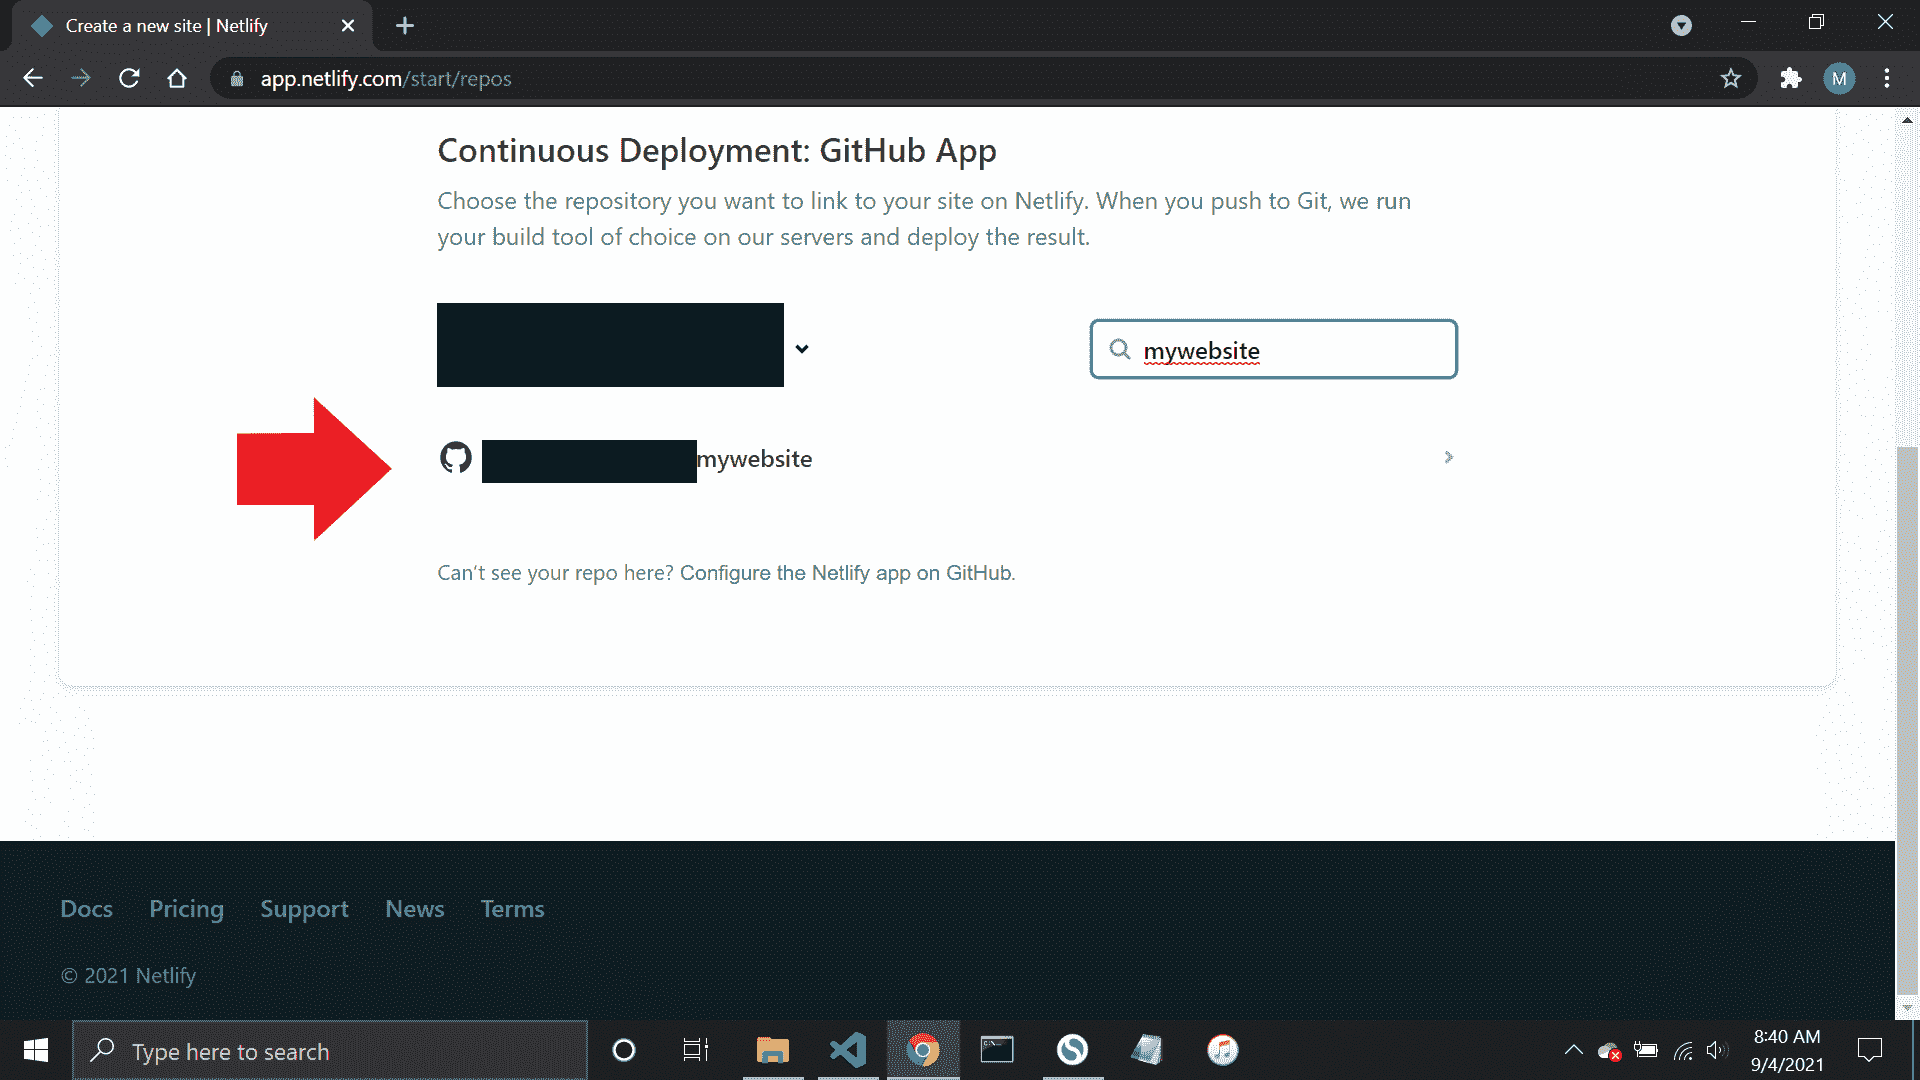 Create a new site | Netlify
app.netlify.com/start/repos
M
Continuous Deployment: GitHub App
Choose the repository you want to link to your site on Netlify. When you push to Git, we run
your build tool of choice on our servers and deploy the result.
mywebsite
mywebsite
Can't see your repo here? Configure the Netlify app on GitHub.
Docs Pricing Support News Terms
© 2021 Netlify
Type here to search
8:40 AM
9/4/2021